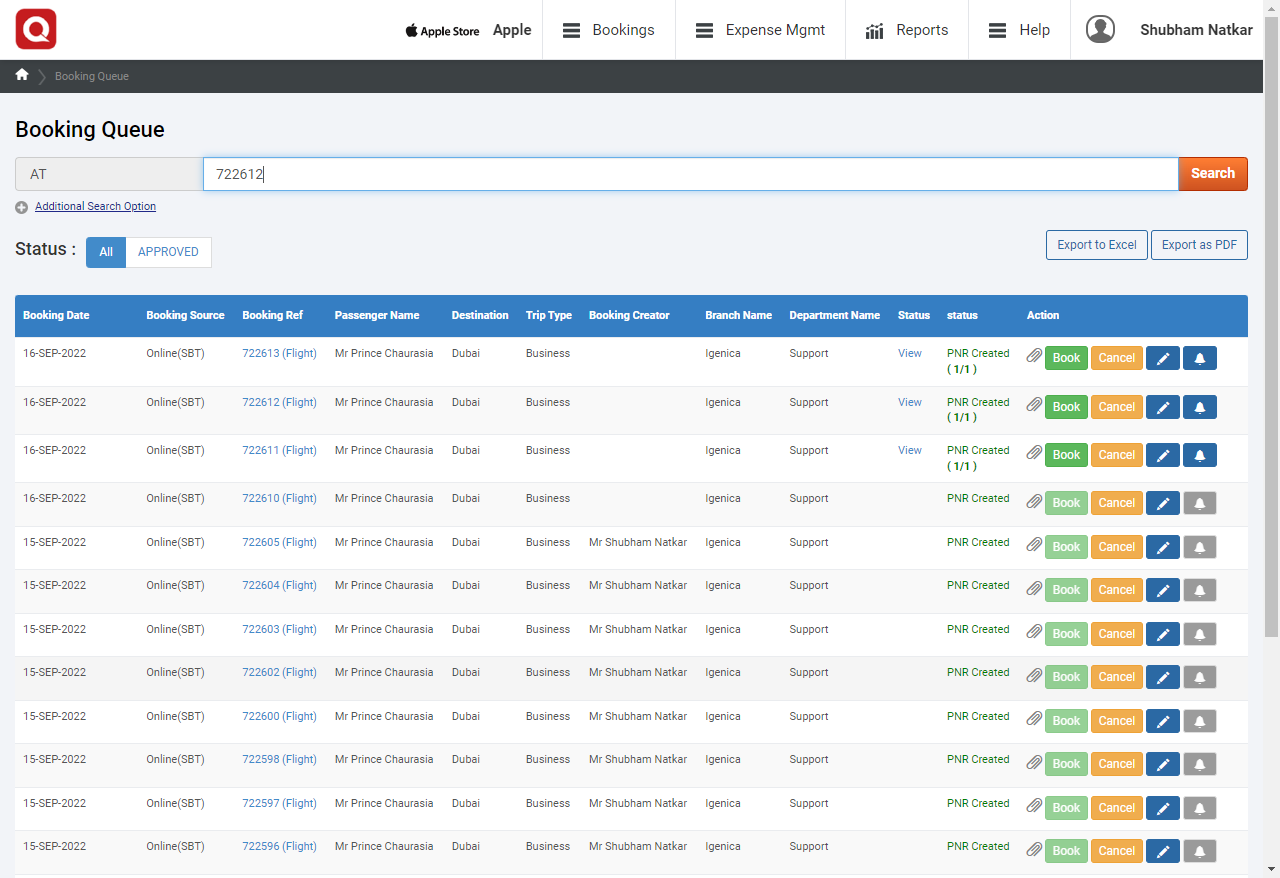 Apple Store Apple Bookings Expense Mgmt Reports Help Shubham Natkar
Booking Queue
Booking Queue
AT 722612 Search
Additional Search Option
Status : All APPROVED Export to Excel Export as PDF
Booking Date Booking Source Booking Ref Passenger Name Destination Trip Type Booking Creator Branch Name Department Name Status status Action
16-SEP-2022 Online(SBT) 722613 (Flight) Mr Prince Chaurasia Dubai Business Igenica Support View PNR Created Book Cancel
( 1/1 )
16-SEP-2022 Online(SBT) 722612 (Flight) Mr Prince Chaurasia Dubai Business Igenica Support View PNR Created Book Cancel
( 1/1 )
16-SEP-2022 Online(SBT) 722611 (Flight) Mr Prince Chaurasia Dubai Business Igenica Support View PNR Created Book Cancel
( 1/1 )
16-SEP-2022 Online(SBT) 722610 (Flight) Mr Prince Chaurasia Dubai Business Igenica Support PNR Created Book Cancel
15-SEP-2022 Online(SBT) 722605 (Flight) Mr Prince Chaurasia Dubai Business Mr Shubham Natkar Igenica Support PNR Created Book Cancel
15-SEP-2022 Online(SBT) 722604 (Flight) Mr Prince Chaurasia Dubai Business Mr Shubham Natkar Igenica Support PNR Created Book Cancel
15-SEP-2022 Online(SBT) 722603 (Flight) Mr Prince Chaurasia Dubai Business Mr Shubham Natkar Igenica Support PNR Created Book Cancel
15-SEP-2022 Online(SBT) 722602 (Flight) Mr Prince Chaurasia Dubai Business Mr Shubham Natkar Igenica Support PNR Created Book Cancel
15-SEP-2022 Online(SBT) 722600 (Flight) Mr Prince Chaurasia Dubai Business Mr Shubham Natkar Igenica Support PNR Created Book Cancel
15-SEP-2022 Online(SBT) 722598 (Flight) Mr Prince Chaurasia Dubai Business Mr Shubham Natkar Igenica Support PNR Created Book Cancel
15-SEP-2022 Online(SBT) 722597 (Flight) Mr Prince Chaurasia Dubai Business Mr Shubham Natkar Igenica Support PNR Created Book Cancel
15-SEP-2022 Online(SBT) 722596 (Flight) Mr Prince Chaurasia Dubai Business Mr Shubham Natkar Igenica Support PNR Created Book Cancel